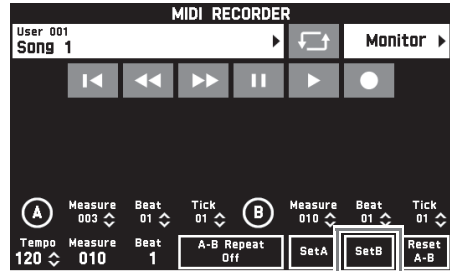 MIDI RECORDER
User 001
Song 1
Monitor
A Measure Beat Tick B Measure Beat Tick
003 01 01 010 01 01
Tempo Measure Beat A-B Repeat SetA SetB Reset
120 010 1 Off A-B